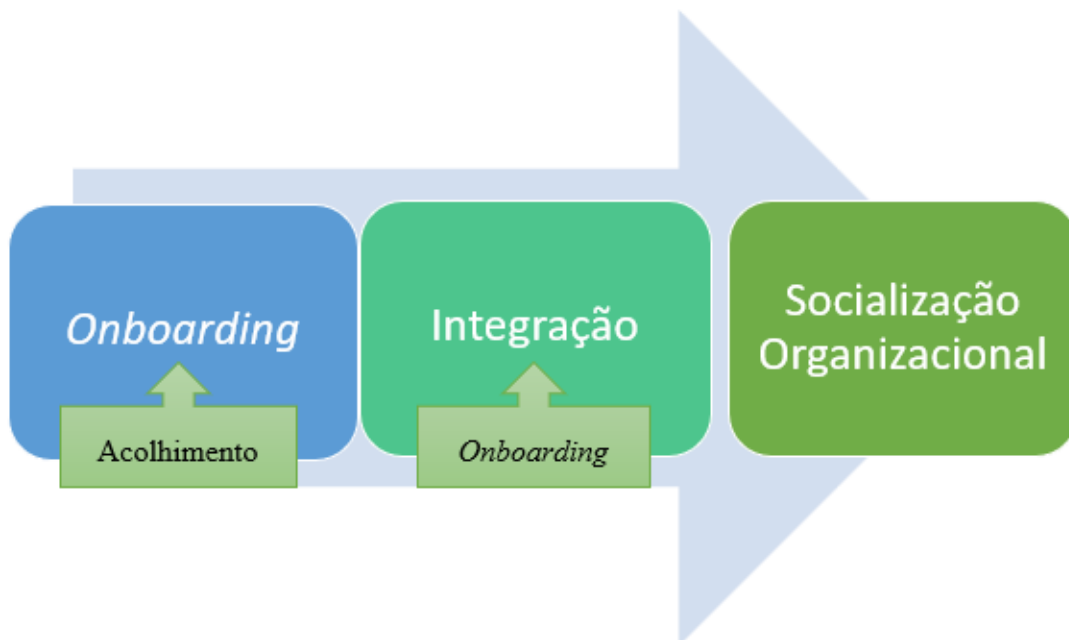 Onboarding
Acolhimento
Integração
Onboarding
Socialização
Organizacional